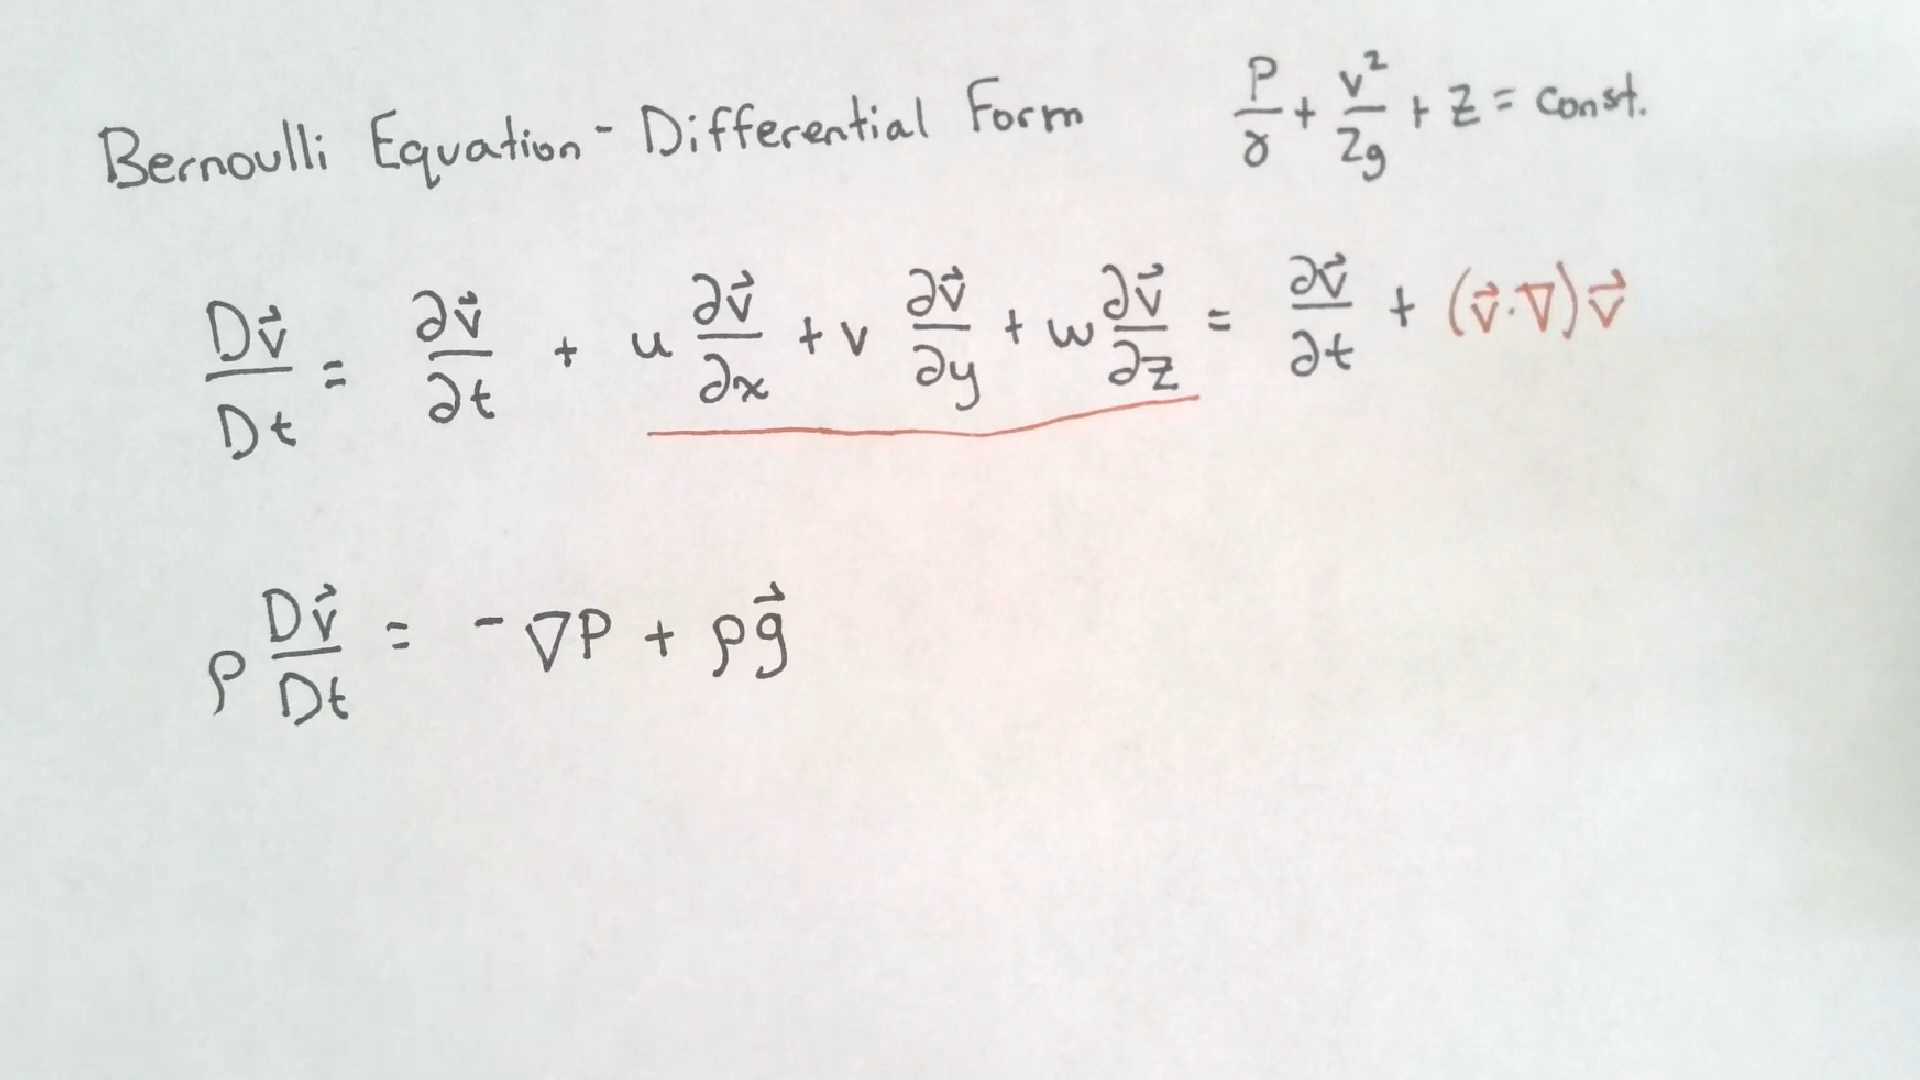 Bernoulli Equation - Differential Form P/γ + v²/2g + z = const.
Dv⃗/Dt = ∂v⃗/∂t + u ∂v⃗/∂x + v ∂v⃗/∂y + w ∂v⃗/∂z = ∂v⃗/∂t + (v⃗·∇)v⃗
ρ Dv⃗/Dt = -∇P + ρg⃗